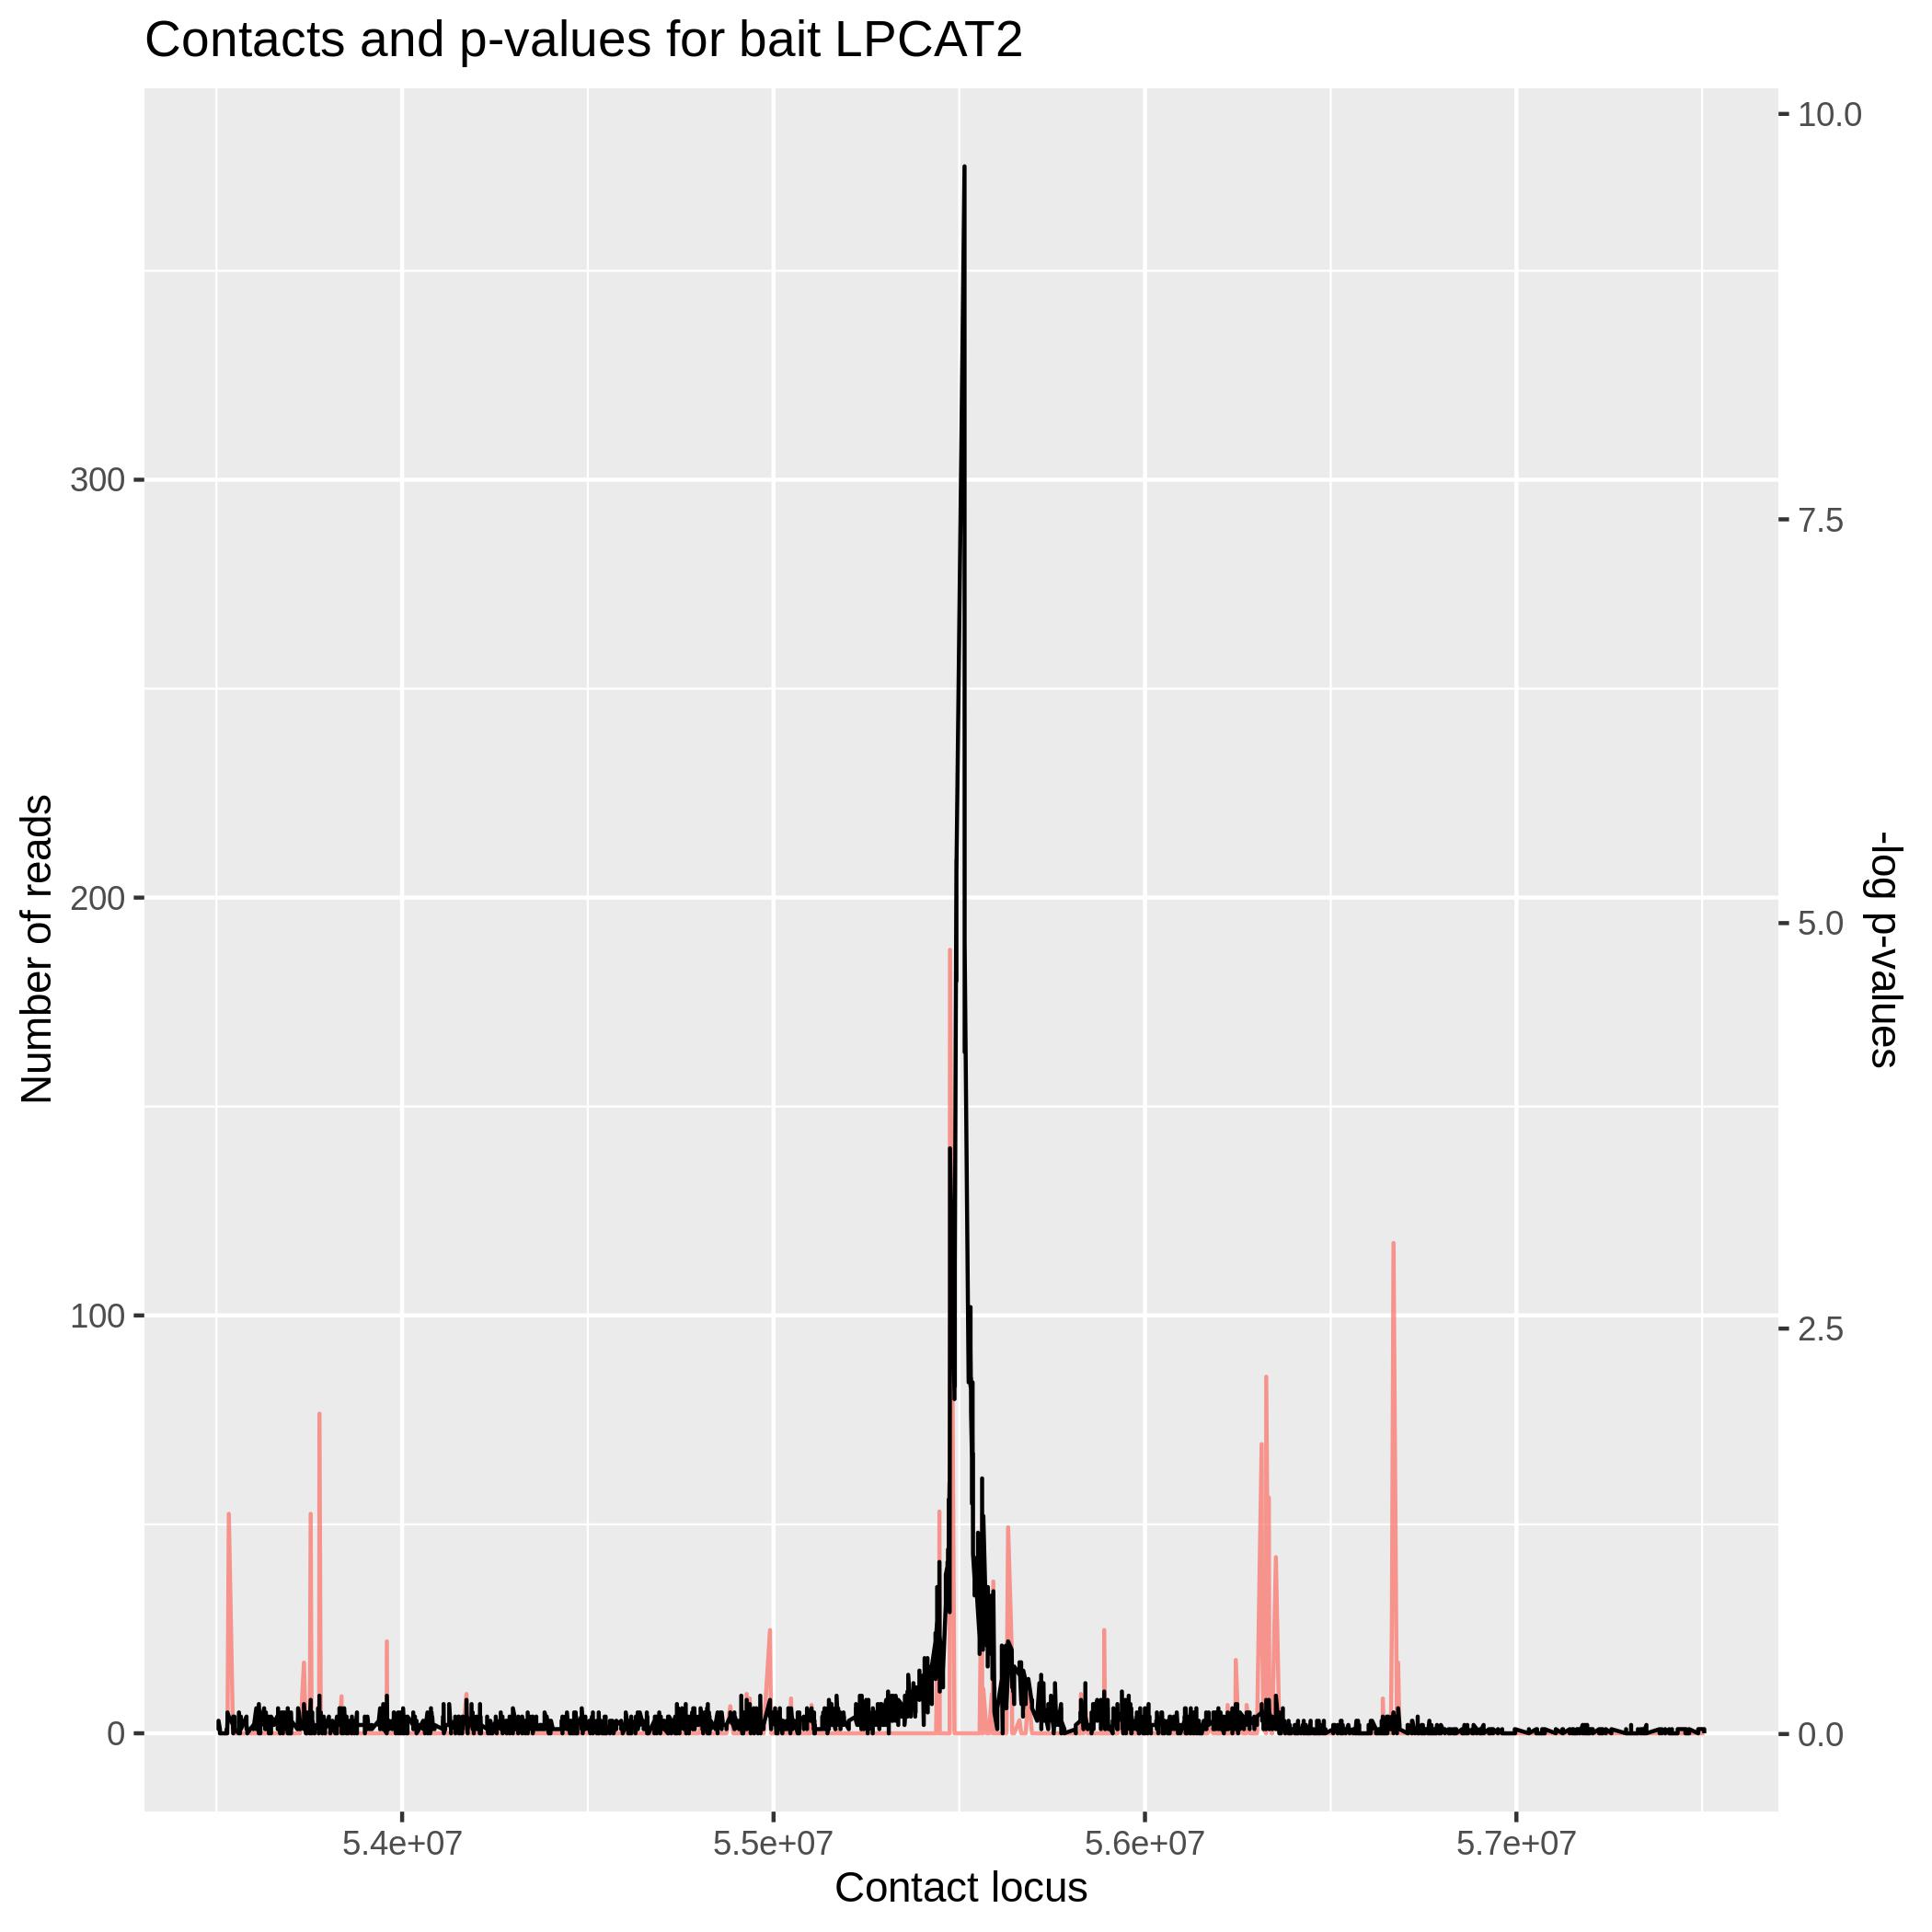 Contacts and p-values for bait LPCAT2
Number of reads
300
200
100
0
10.0
7.5
5.0
2.5
0.0
-log p-values
5.4e+07
5.5e+07
5.6e+07
5.7e+07
Contact locus